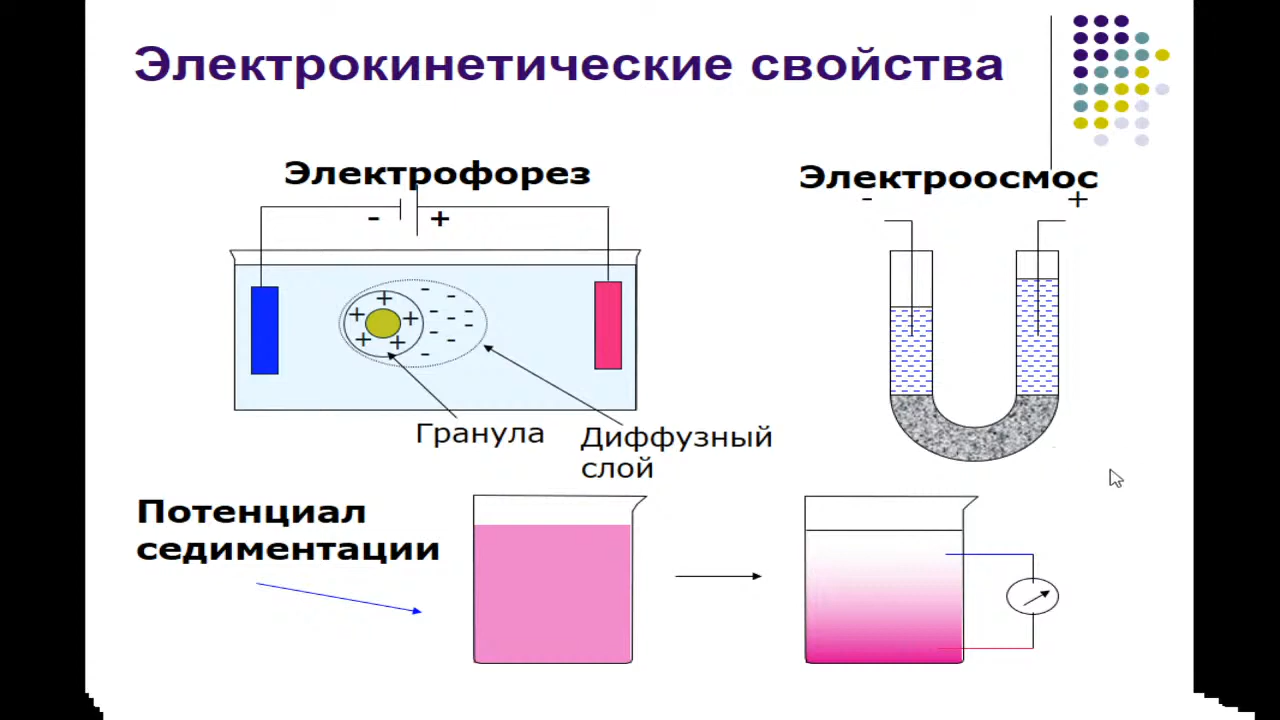 Электрокинетические свойства
Электрофорез
- +
Электроосмос
- +
+ + + + +
- - - - - - - - -
Гранула
Диффузный
слой
Потенциал
седиментации